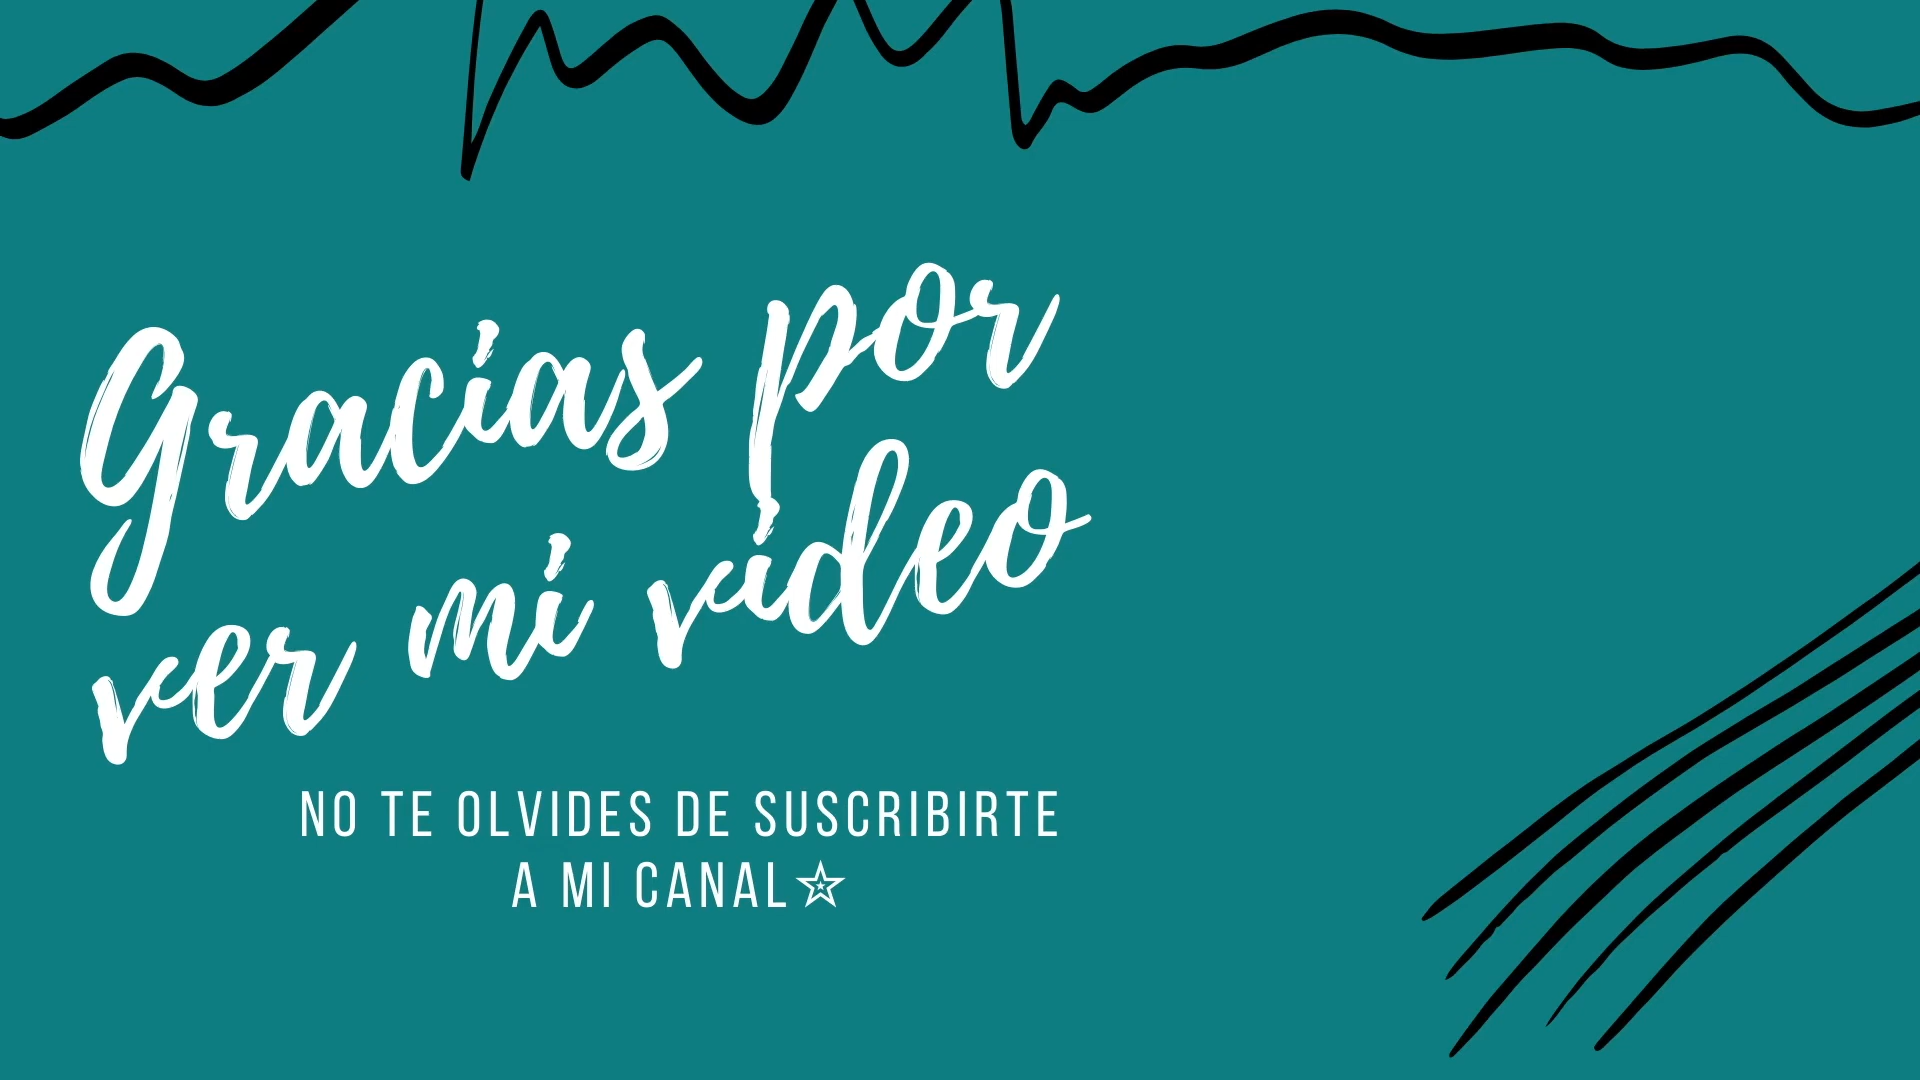 Gracias por
ver mi video
NO TE OLVIDES DE SUSCRIBIRTE
A MI CANAL☆